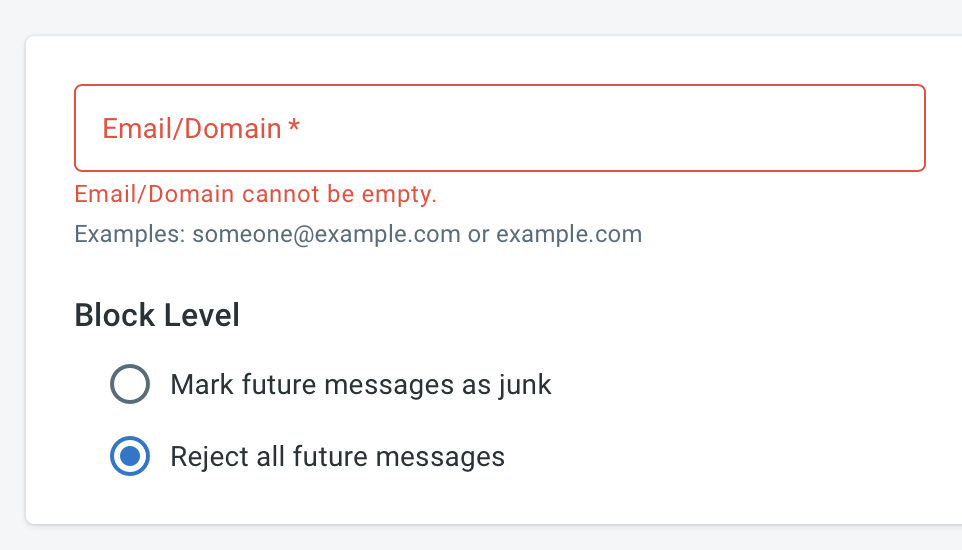 Email/Domain *
Email/Domain cannot be empty.
Examples: someone@example.com or example.com
Block Level
Mark future messages as junk
Reject all future messages